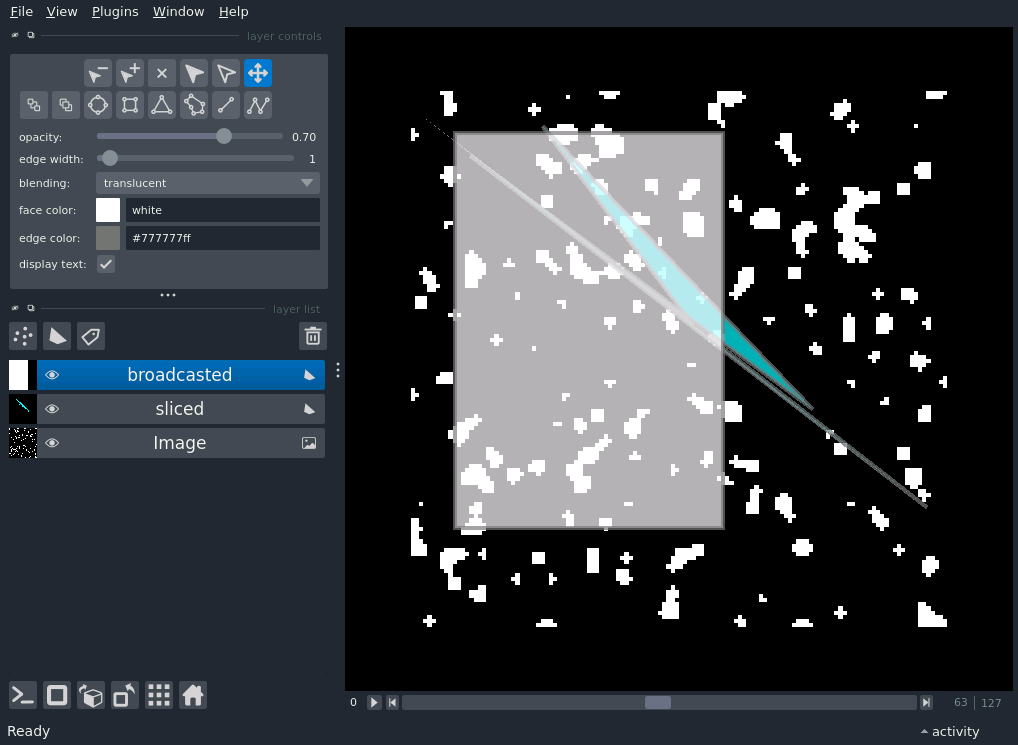 File View Plugins Window Help
layer controls
opacity: 0.70
edge width: 1
blending: translucent
face color: white
edge color: #777777ff
display text:
layer list
broadcasted
sliced
Image
0 63 127
Ready activity